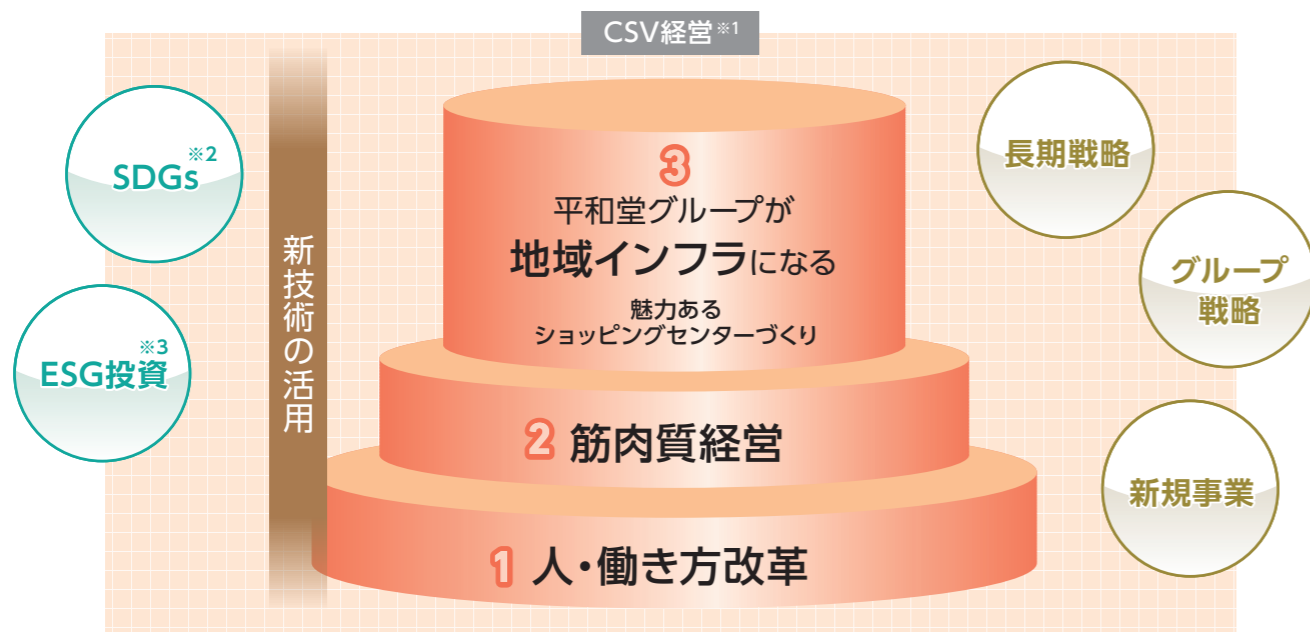 CSV経営※1
SDGs※2
ESG投資※3
新技術の活用
3
平和堂グループが
地域インフラになる
魅力ある
ショッピングセンターづくり
2 筋肉質経営
1 人・働き方改革
長期戦略
グループ
戦略
新規事業